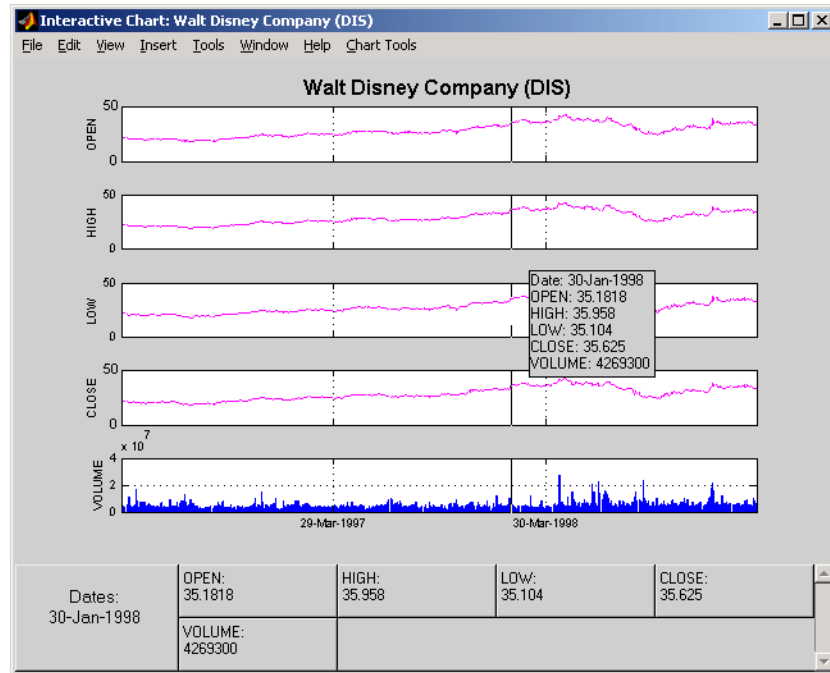 Interactive Chart: Walt Disney Company (DIS)
File Edit View Insert Tools Window Help Chart Tools
Walt Disney Company (DIS)
50
OPEN
0
50
HIGH
0
50
LOW
0
Date: 30-Jan-1998
OPEN: 35.1818
HIGH: 35.958
LOW: 35.104
CLOSE: 35.625
VOLUME: 4269300
50
CLOSE
0
x 10^7
4
VOLUME
2
0
29-Mar-1997 30-Mar-1998
Dates:
30-Jan-1998
OPEN:
35.1818
HIGH:
35.958
LOW:
35.104
CLOSE:
35.625
VOLUME:
4269300